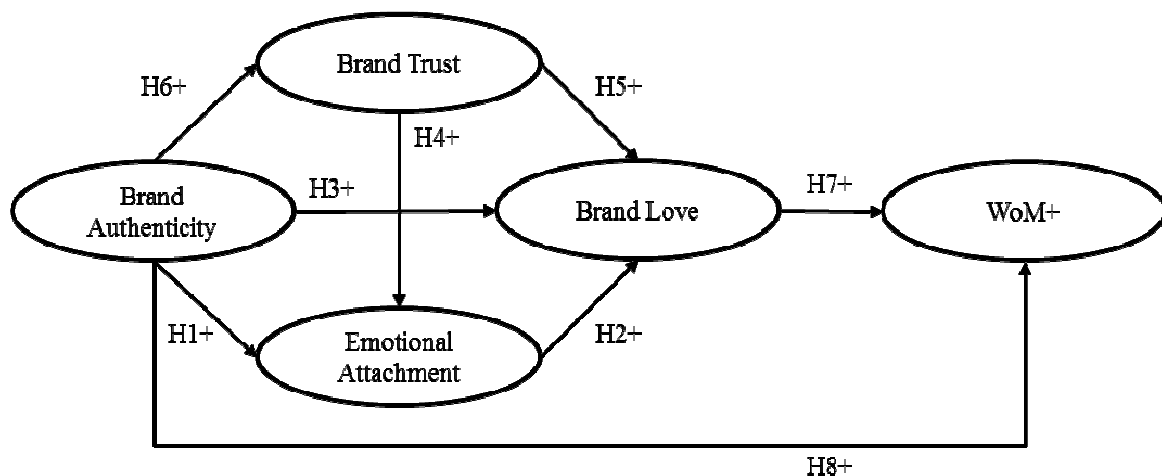 Brand Trust
H6+
H5+
H4+
Brand
Authenticity
H3+
Brand Love
H7+
WoM+
H1+
Emotional
Attachment
H2+
H8+